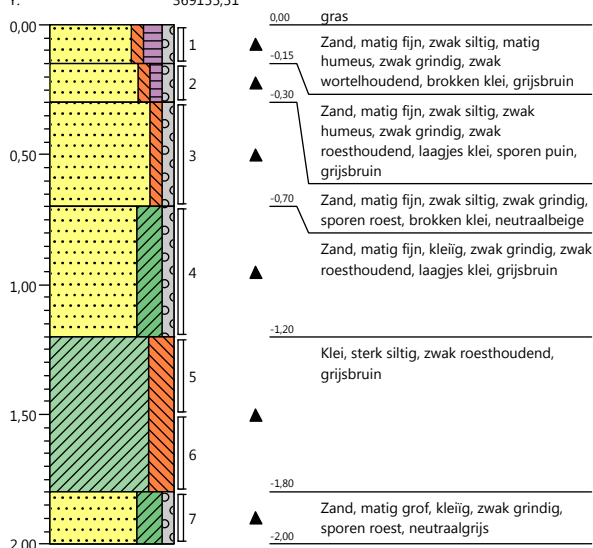 Y: 369155,51
0,00
0,50
1,00
1,50
2,00
1
2
3
4
5
6
7
0,00 gras
Zand, matig fijn, zwak siltig, matig
humeus, zwak grindig, zwak
wortelhoudend, brokken klei, grijsbruin
-0,15
-0,30
Zand, matig fijn, zwak siltig, zwak
humeus, zwak grindig, zwak
roesthoudend, laagjes klei, sporen puin,
grijsbruin
Zand, matig fijn, zwak siltig, zwak grindig,
sporen roest, brokken klei, neutraalbeige
-0,70
Zand, matig fijn, kleiïg, zwak grindig, zwak
roesthoudend, laagjes klei, grijsbruin
-1,20
Klei, sterk siltig, zwak roesthoudend,
grijsbruin
-1,80
Zand, matig grof, kleiïg, zwak grindig,
sporen roest, neutraalgrijs
-2,00